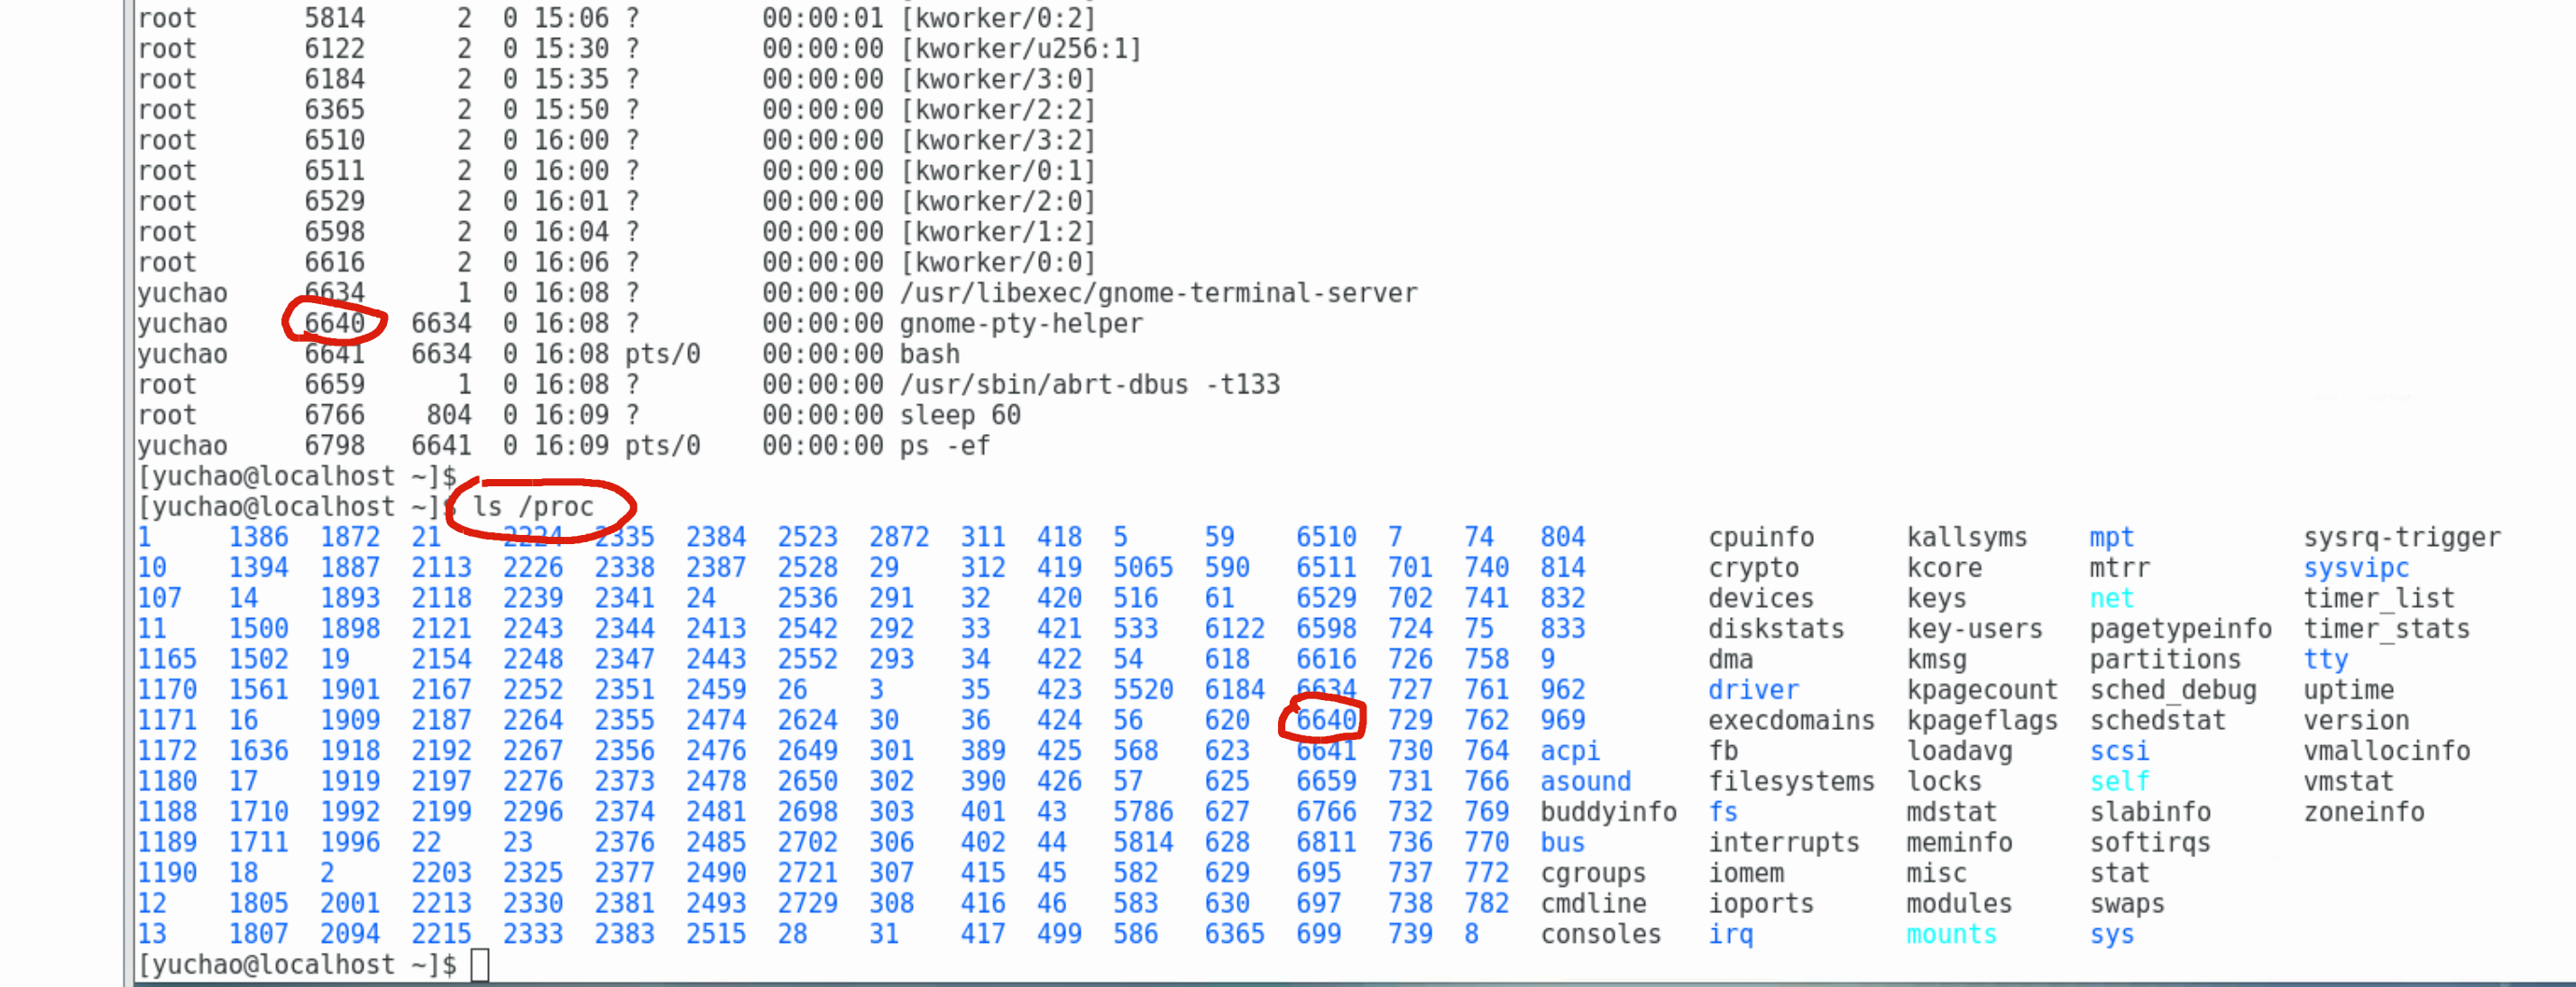 root 5814 2 0 15:06 ? 00:00:01 [kworker/0:2]
root 6122 2 0 15:30 ? 00:00:00 [kworker/u256:1]
root 6184 2 0 15:35 ? 00:00:00 [kworker/3:0]
root 6365 2 0 15:50 ? 00:00:00 [kworker/2:2]
root 6510 2 0 16:00 ? 00:00:00 [kworker/3:2]
root 6511 2 0 16:00 ? 00:00:00 [kworker/0:1]
root 6529 2 0 16:01 ? 00:00:00 [kworker/2:0]
root 6598 2 0 16:04 ? 00:00:00 [kworker/1:2]
root 6616 2 0 16:06 ? 00:00:00 [kworker/0:0]
yuchao 6634 1 0 16:08 ? 00:00:00 /usr/libexec/gnome-terminal-server
yuchao 6640 6634 0 16:08 ? 00:00:00 gnome-pty-helper
yuchao 6641 6634 0 16:08 pts/0 00:00:00 bash
root 6659 1 0 16:08 ? 00:00:00 /usr/sbin/abrt-dbus -t133
root 6766 804 0 16:09 ? 00:00:00 sleep 60
yuchao 6798 6641 0 16:09 pts/0 00:00:00 ps -ef
[yuchao@localhost ~]$
[yuchao@localhost ~]$ ls /proc
1 1386 1872 21 2224 2335 2384 2523 2872 311 418 5 59 6510 7 74 804 cpuinfo kallsyms mpt sysrq-trigger
10 1394 1887 2113 2226 2338 2387 2528 29 312 419 5065 590 6511 701 740 814 crypto kcore mtrr sysvipc
107 14 1893 2118 2239 2341 24 2536 291 32 420 516 61 6529 702 741 832 devices keys net timer_list
11 1500 1898 2121 2243 2344 2413 2542 292 33 421 533 6122 6598 724 75 833 diskstats key-users pagetypeinfo timer_stats
1165 1502 19 2154 2248 2347 2443 2552 293 34 422 54 618 6616 726 758 9 dma kmsg partitions tty
1170 1561 1901 2167 2252 2351 2459 26 3 35 423 5520 6184 6634 727 761 962 driver kpagecount sched_debug uptime
1171 16 1909 2187 2264 2355 2474 2624 30 36 424 56 620 6640 729 762 969 execdomains kpageflags schedstat version
1172 1636 1918 2192 2267 2356 2476 2649 301 389 425 568 623 6641 730 764 acpi fb loadavg scsi vmallocinfo
1180 17 1919 2197 2276 2373 2478 2650 302 390 426 57 625 6659 731 766 asound filesystems locks self vmstat
1188 1710 1992 2199 2296 2374 2481 2698 303 401 43 5786 627 6766 732 769 buddyinfo fs mdstat slabinfo zoneinfo
1189 1711 1996 22 23 2376 2485 2702 306 402 44 5814 628 6811 736 770 bus interrupts meminfo softirqs
1190 18 2 2203 2325 2377 2490 2721 307 415 45 582 629 695 737 772 cgroups iomem misc stat
12 1805 2001 2213 2330 2381 2493 2729 308 416 46 583 630 697 738 782 cmdline ioports modules swaps
13 1807 2094 2215 2333 2383 2515 28 31 417 499 586 6365 699 739 8 consoles irq mounts sys
[yuchao@localhost ~]$